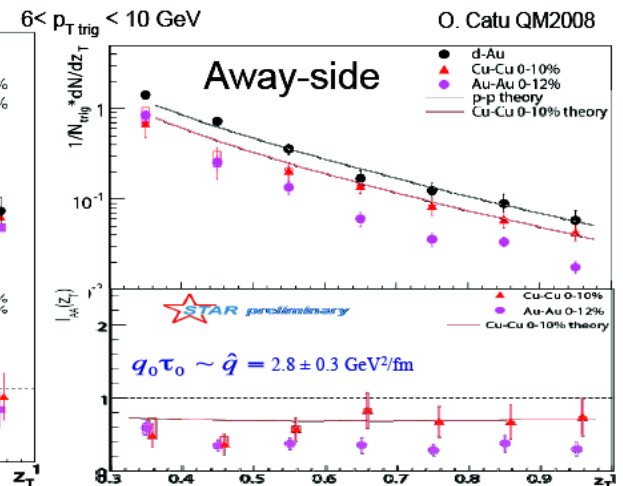 6< pT trig < 10 GeV
O. Catu QM2008
Away-side
d-Au
Cu-Cu 0-10%
Au-Au 0-12%
p-p theory
Cu-Cu 0-10% theory
1/Ntrig*dN/dzT
1
10-1
%
%
%
%
IAA(zT)
STAR preliminary
Cu-Cu 0-10%
Au-Au 0-12%
Cu-Cu 0-10% theory
q0τ0 ~ q̂ = 2.8 ± 0.3 GeV2/fm
2
1
0.3 0.4 0.5 0.6 0.7 0.8 0.9 1
zT
1
zT